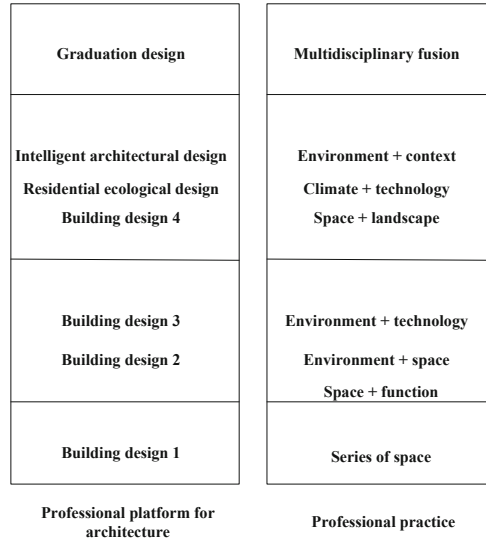 Graduation design
Intelligent architectural design
Residential ecological design
Building design 4
Building design 3
Building design 2
Building design 1
Professional platform for
architecture
Multidisciplinary fusion
Environment + context
Climate + technology
Space + landscape
Environment + technology
Environment + space
Space + function
Series of space
Professional practice